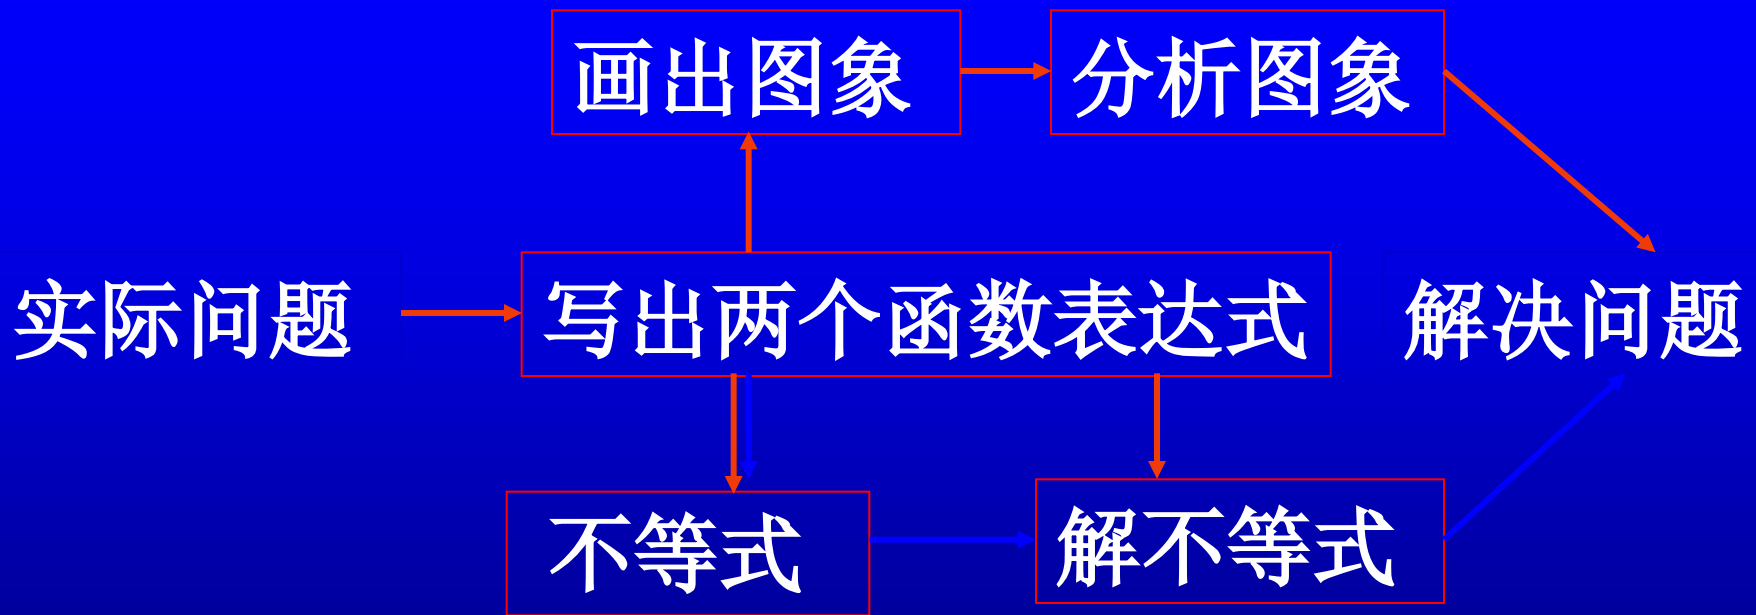 画出图象
分析图象
实际问题
写出两个函数表达式
解决问题
不等式
解不等式